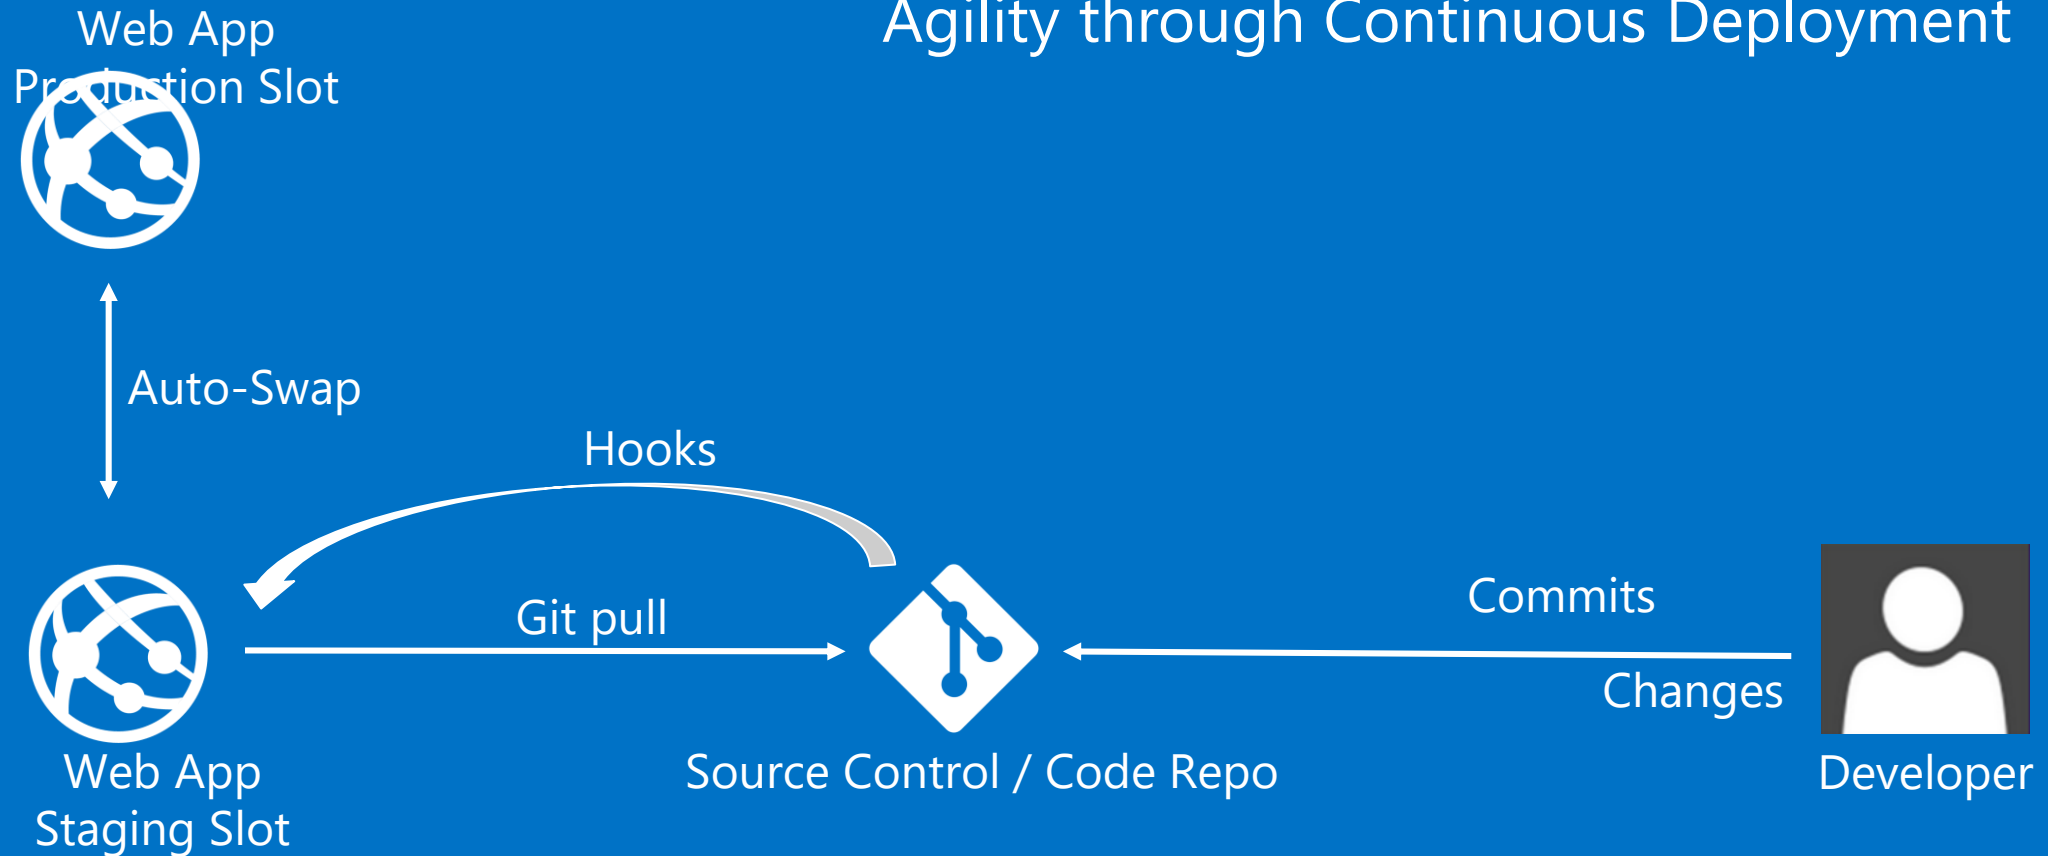 Agility through Continuous Deployment
Web App
Production Slot
Auto-Swap
Hooks
Git pull
Commits
Changes
Web App
Staging Slot
Source Control / Code Repo
Developer